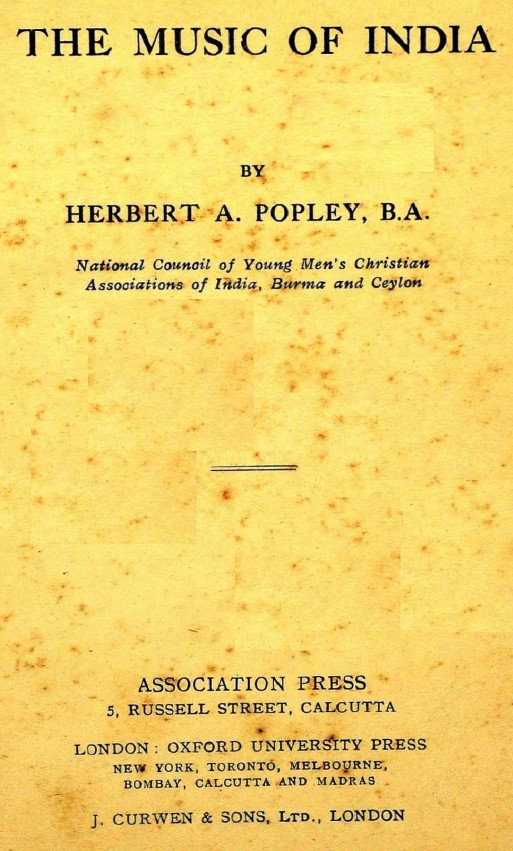 THE MUSIC OF INDIA
BY
HERBERT A. POPLEY, B.A.
National Council of Young Men's Christian
Associations of India, Burma and Ceylon
ASSOCIATION PRESS
5, RUSSELL STREET, CALCUTTA
LONDON: OXFORD UNIVERSITY PRESS
NEW YORK, TORONTO, MELBOURNE,
BOMBAY, CALCUTTA AND MADRAS
J. CURWEN & SONS, LTD., LONDON